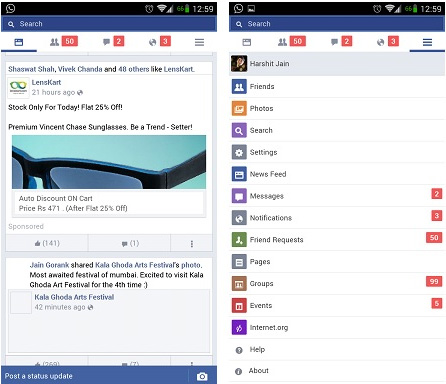 66 12:59
Search
50 2 3
Shaswat Shah, Vivek Chanda and 48 others like LensKart.
LensKart
21 hours ago
Stock Only For Today! Flat 25% Off!
Premium Vincent Chase Sunglasses. Be a Trend - Setter!
Auto Discount ON Cart
Price Rs 471 . (After Flat 25% Off)
Sponsored
(141) (1)
Jain Gorank shared Kala Ghoda Arts Festival's photo.
Most awaited festival of mumbai. Excited to visit Kala
Ghoda Art Festival for the 4th time :)
Kala Ghoda Arts Festival
42 minutes ago
(269) (7)
Post a status update
66 12:59
Search
50 2 3
Harshit Jain
Friends
Photos
Search
Settings
News Feed
Messages 2
Notifications 3
Friend Requests 50
Pages
Groups 99
Events 5
Internet.org
Help
About